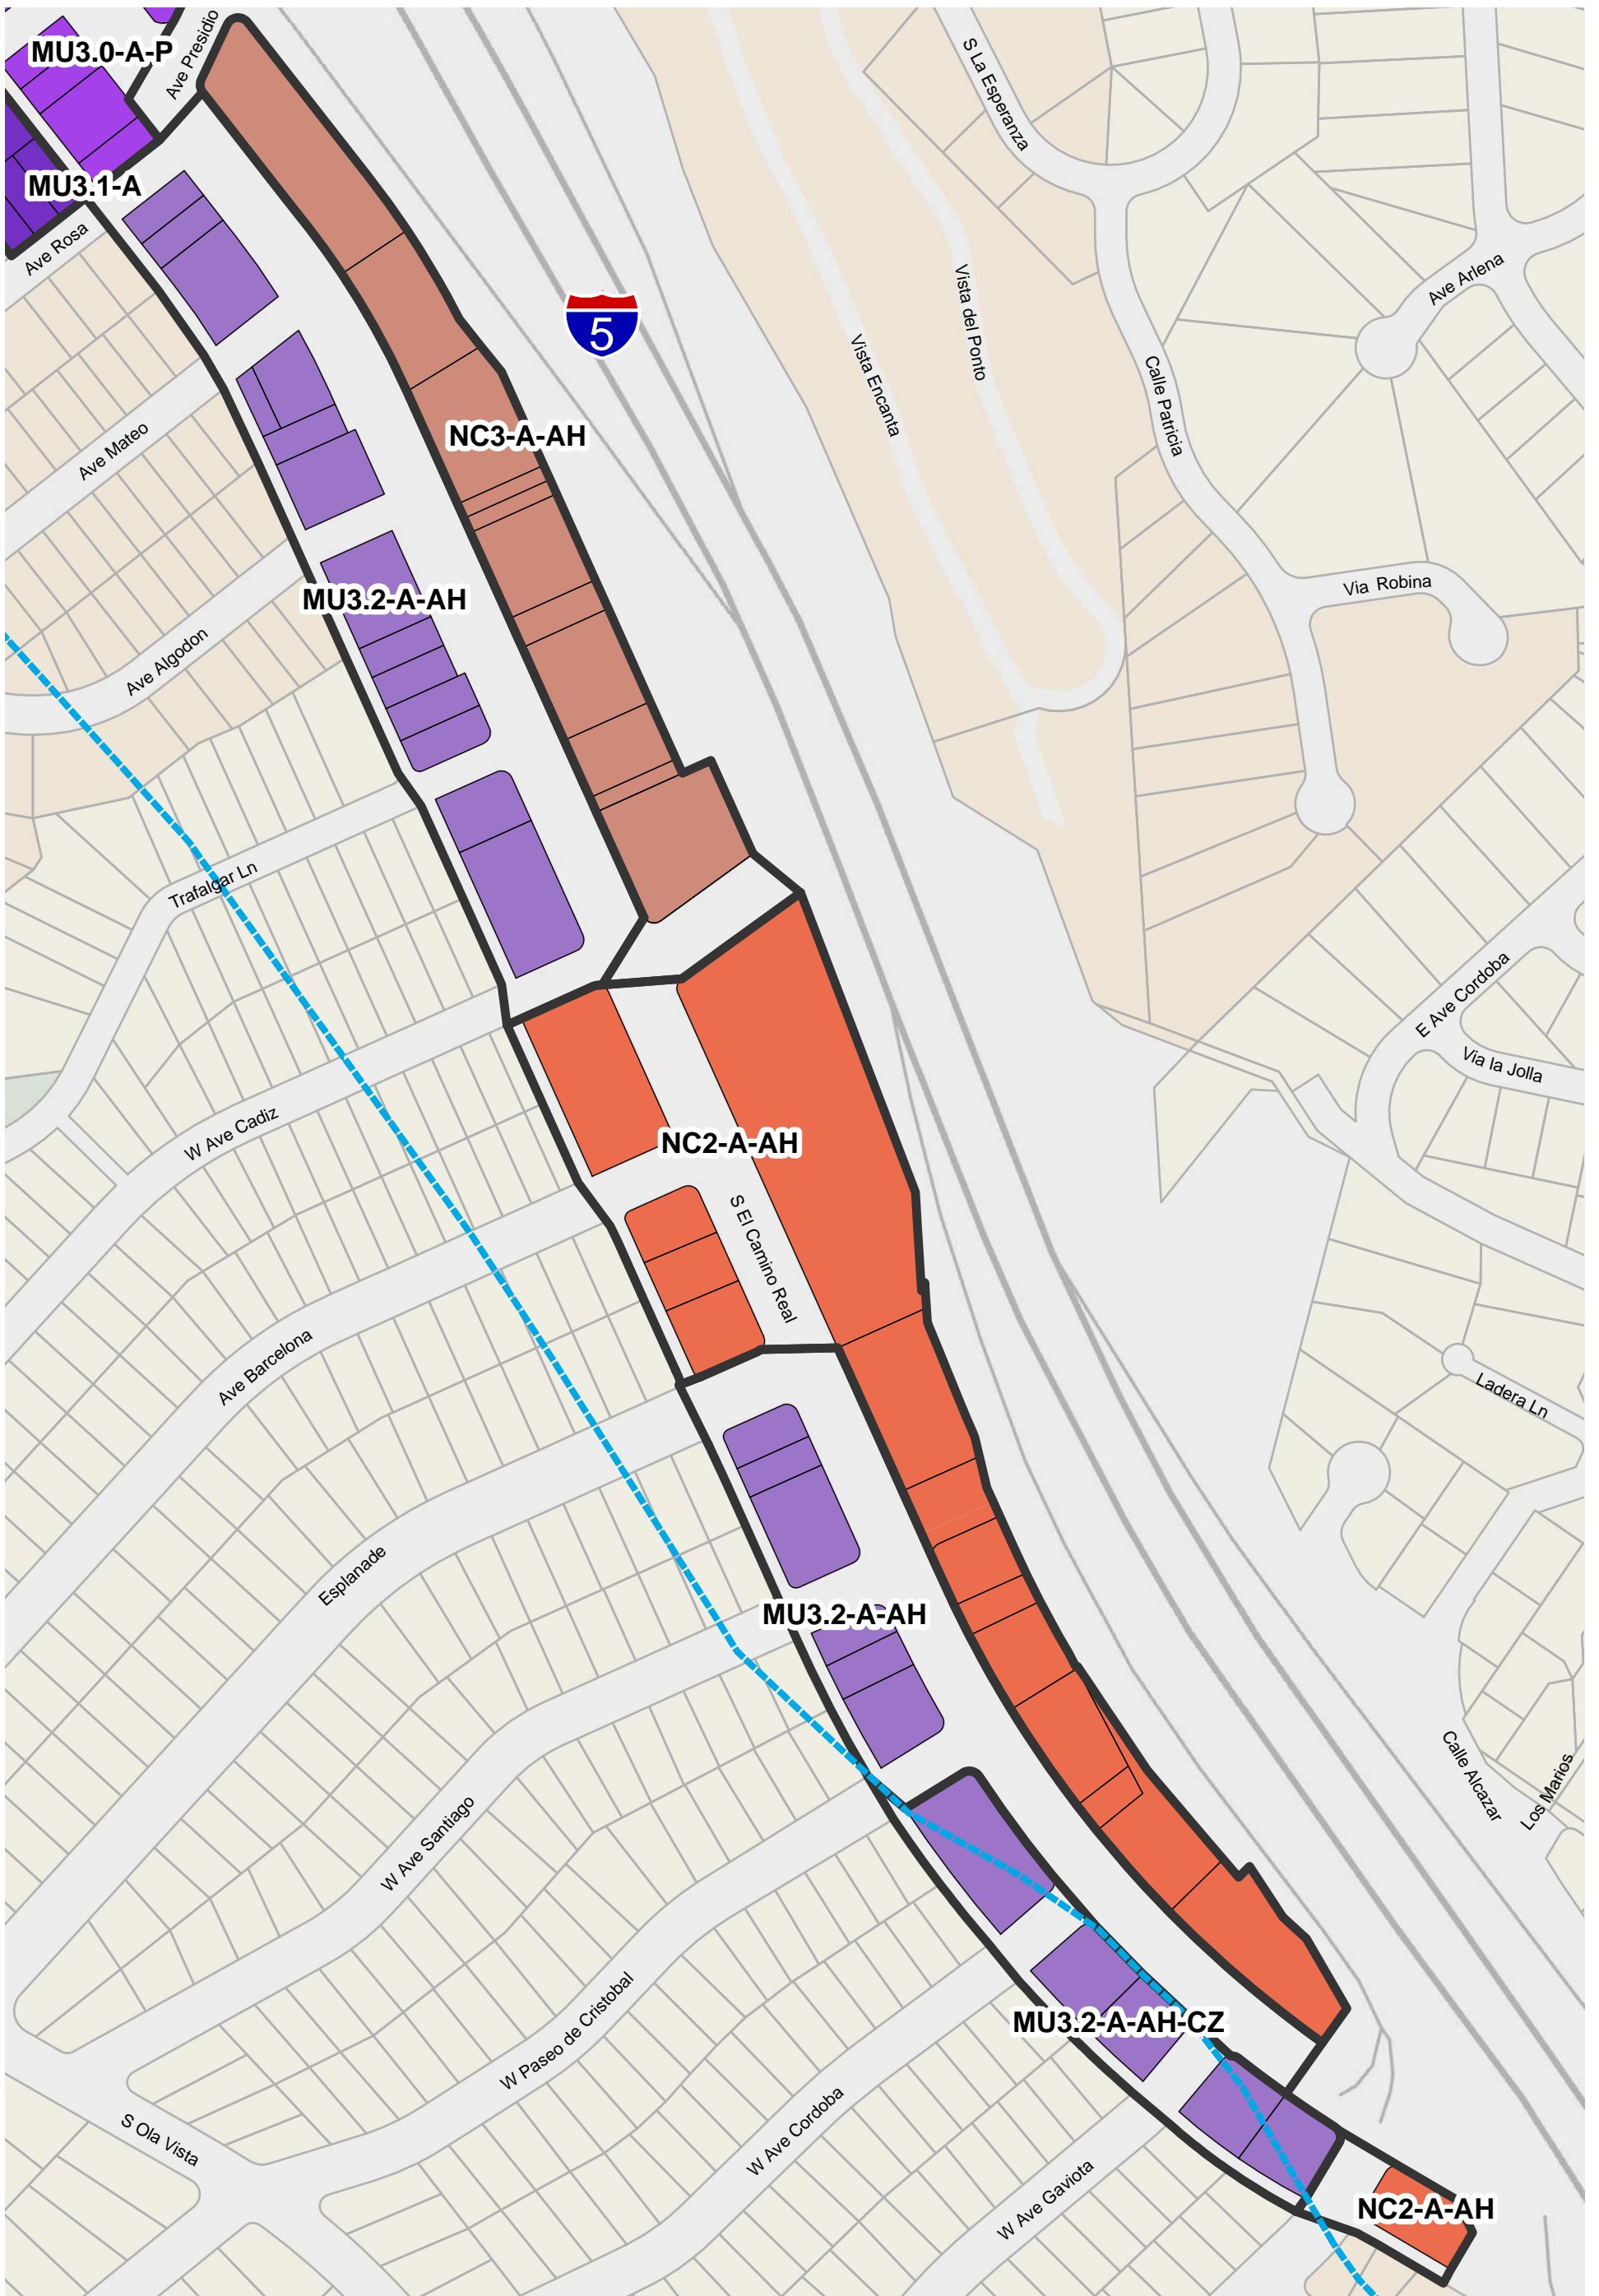 MU3.0-A-P
Ave Presidio
S La Esperanza
MU3.1-A
Ave Rosa
Ave Arlena
5
Vista del Ponto
Vista Encanta
Calle Patricia
NC3-A-AH
Ave Mateo
Via Robina
MU3.2-A-AH
Ave Algodon
Trafalgar Ln
E Ave Cordoba
Via la Jolla
W Ave Cadiz
NC2-A-AH
S El Camino Real
Ave Barcelona
Ladera Ln
Esplanade
MU3.2-A-AH
Calle Alcazar
Los Marios
W Ave Santiago
W Paseo de Cristobal
MU3.2-A-AH-CZ
W Ave Cordoba
S Ola Vista
W Ave Gaviota
NC2-A-AH